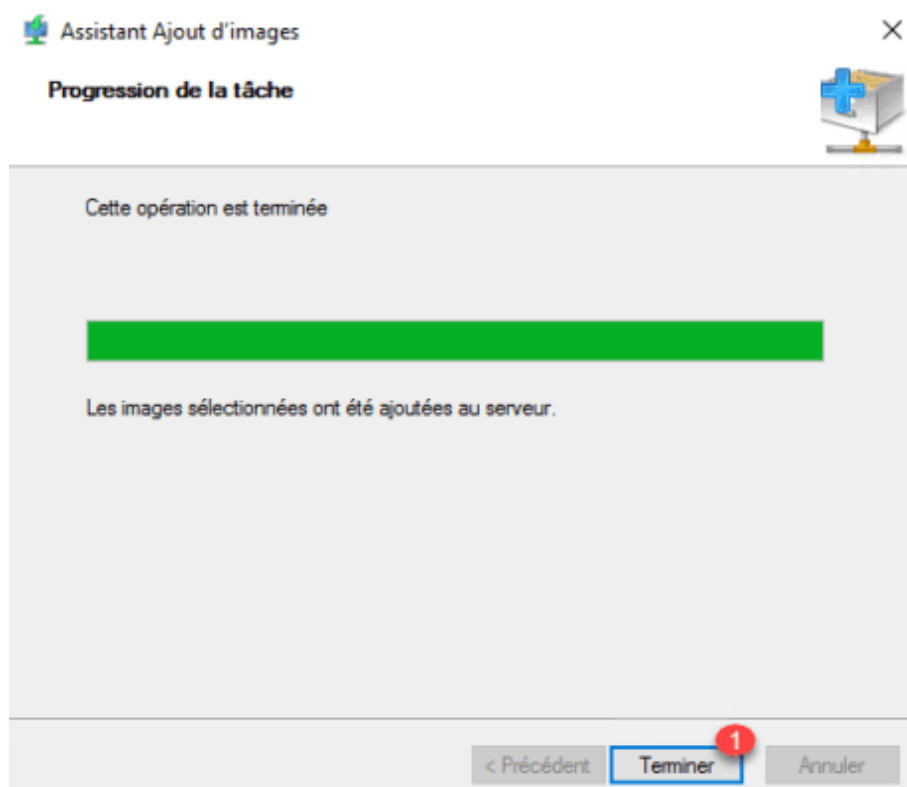 Assistant Ajout d'images
Progression de la tâche
Cette opération est terminée
Les images sélectionnées ont été ajoutées au serveur.
1
< Précédent Terminer Annuler